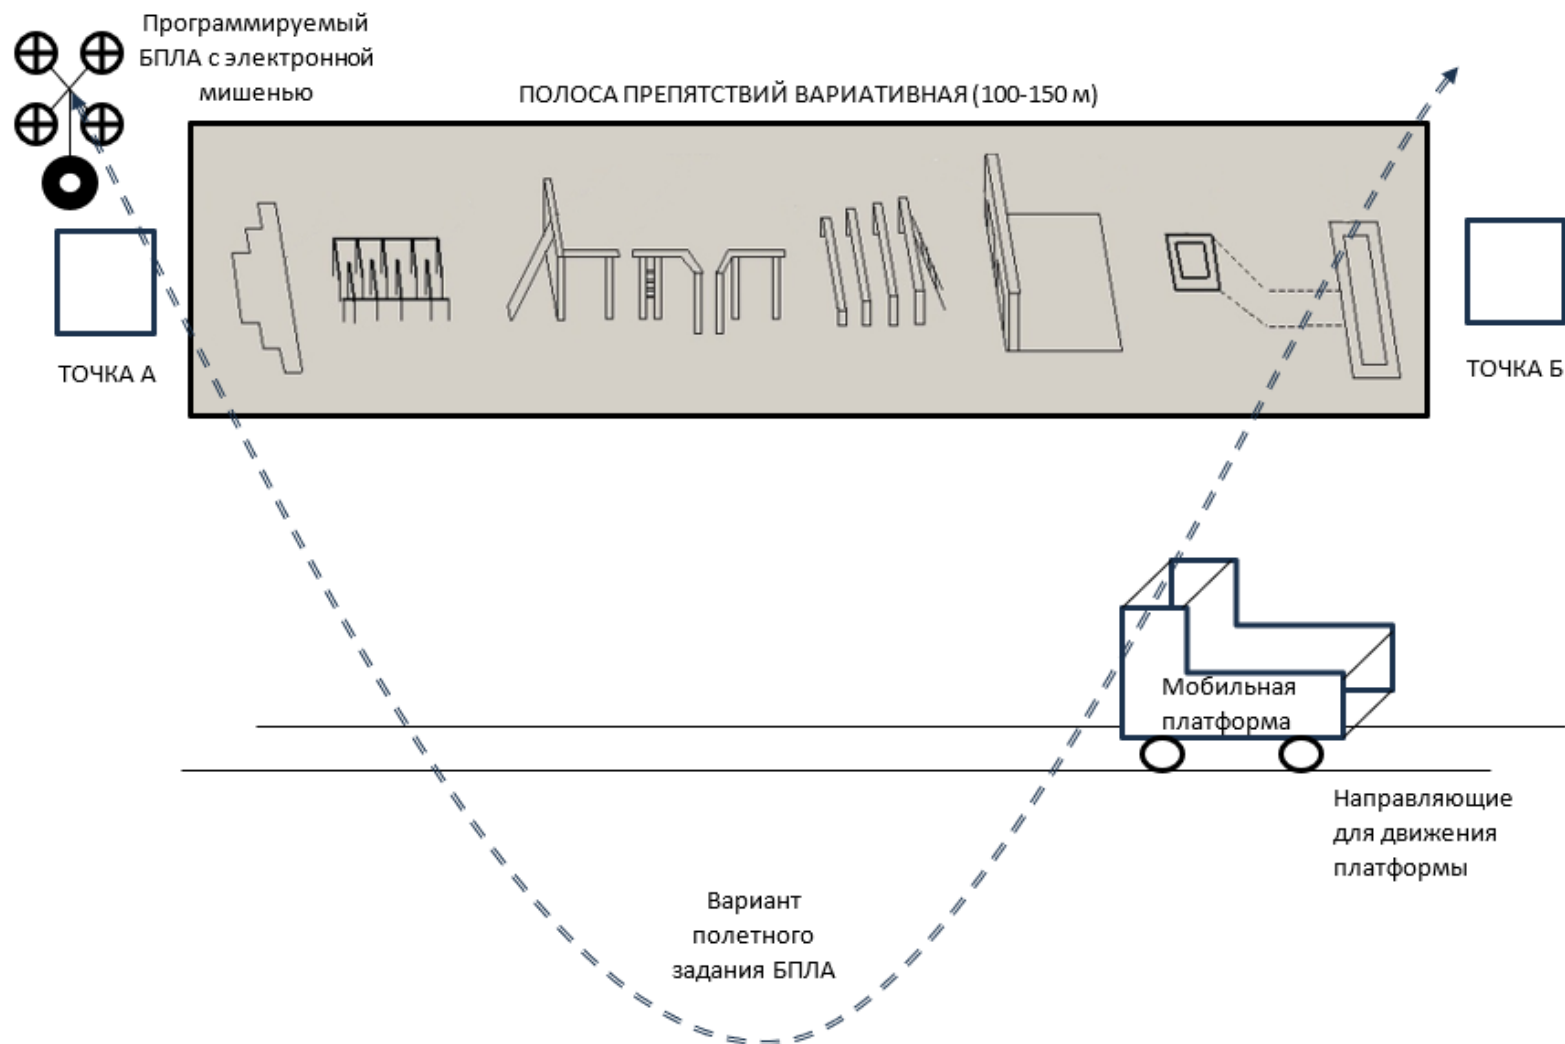 Программируемый
БПЛА с электронной
мишенью
ПОЛОСА ПРЕПЯТСТВИЙ ВАРИАТИВНАЯ (100-150 м)
ТОЧКА А
ТОЧКА Б
Мобильная
платформа
Направляющие
для движения
платформы
Вариант
полетного
задания БПЛА